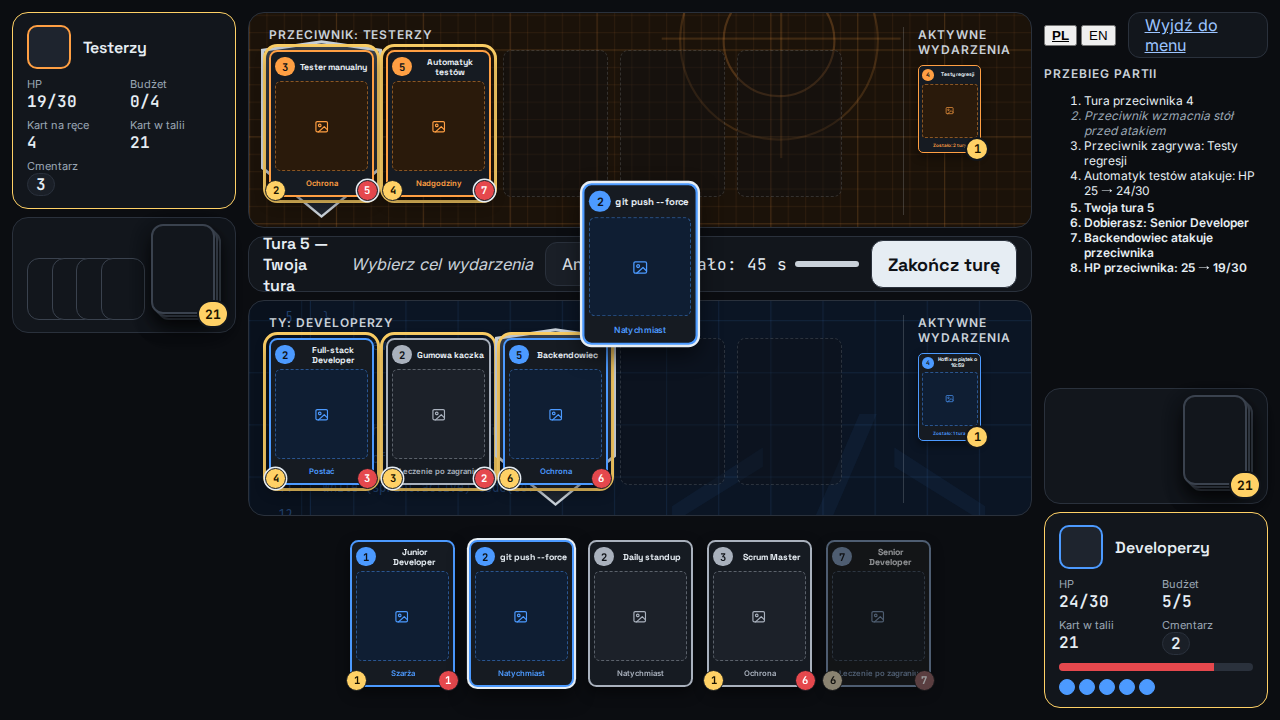 Testerzy
HP
19/30
Budżet
0/4
Kart na ręce
4
Kart w talii
21
Cmentarz
3
21
PRZECIWNIK: TESTERZY
3
Tester manualny
2
Ochrona
5
5
Automatyk
testów
4
Nadgodziny
7
AKTYWNE
WYDARZENIA
4
Testy regresji
1
Tura 5 —
Twoja
tura
Wybierz cel wydarzenia
45 s
Zakończ turę
2
git push --force
Natychmiast
TY: DEVELOPERZY
2
Full-stack
Developer
4
Postać
3
2
Gumowa kaczka
3
2
5
Backendowiec
6
Ochrona
6
AKTYWNE
WYDARZENIA
4
1
1
Junior
Developer
1
Szarża
1
2
git push --force
Natychmiast
2
Daily standup
Natychmiast
3
Scrum Master
1
Ochrona
6
7
Senior
Developer
6
7
PL
EN
Wyjdź do
menu
PRZEBIEG PARTII
1. Tura przeciwnika 4
2. Przeciwnik wzmacnia stół
przed atakiem
3. Przeciwnik zagrywa: Testy
regresji
4. Automatyk testów atakuje: HP
25 → 24/30
5. Twoja tura 5
6. Dobierasz: Senior Developer
7. Backendowiec atakuje
przeciwnika
8. HP przeciwnika: 25 → 19/30
21
Developerzy
HP
24/30
Budżet
5/5
Kart w talii
21
Cmentarz
2